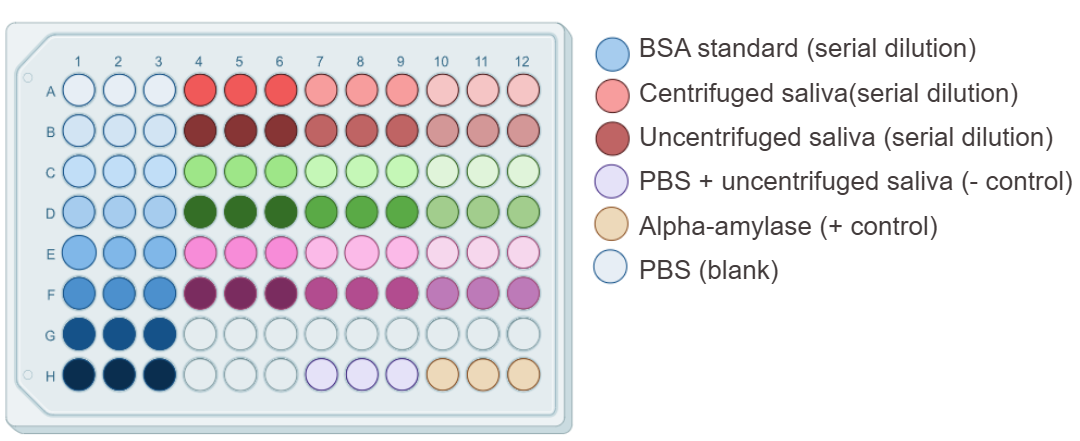 1 2 3 4 5 6 7 8 9 10 11 12
A
B
C
D
E
F
G
H
BSA standard (serial dilution)
Centrifuged saliva(serial dilution)
Uncentrifuged saliva (serial dilution)
PBS + uncentrifuged saliva (- control)
Alpha-amylase (+ control)
PBS (blank)